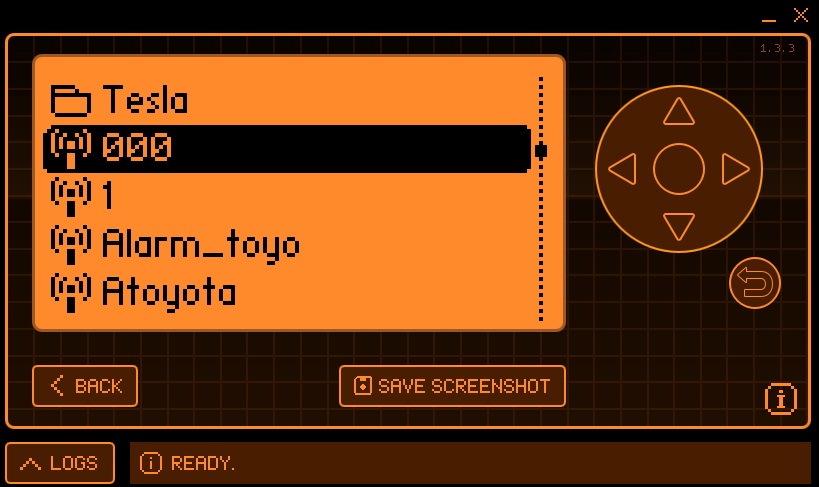 1.3.3
Tesla
000
1
Alarm_toyo
Atoyota
BACK
SAVE SCREENSHOT
LOGS
READY.